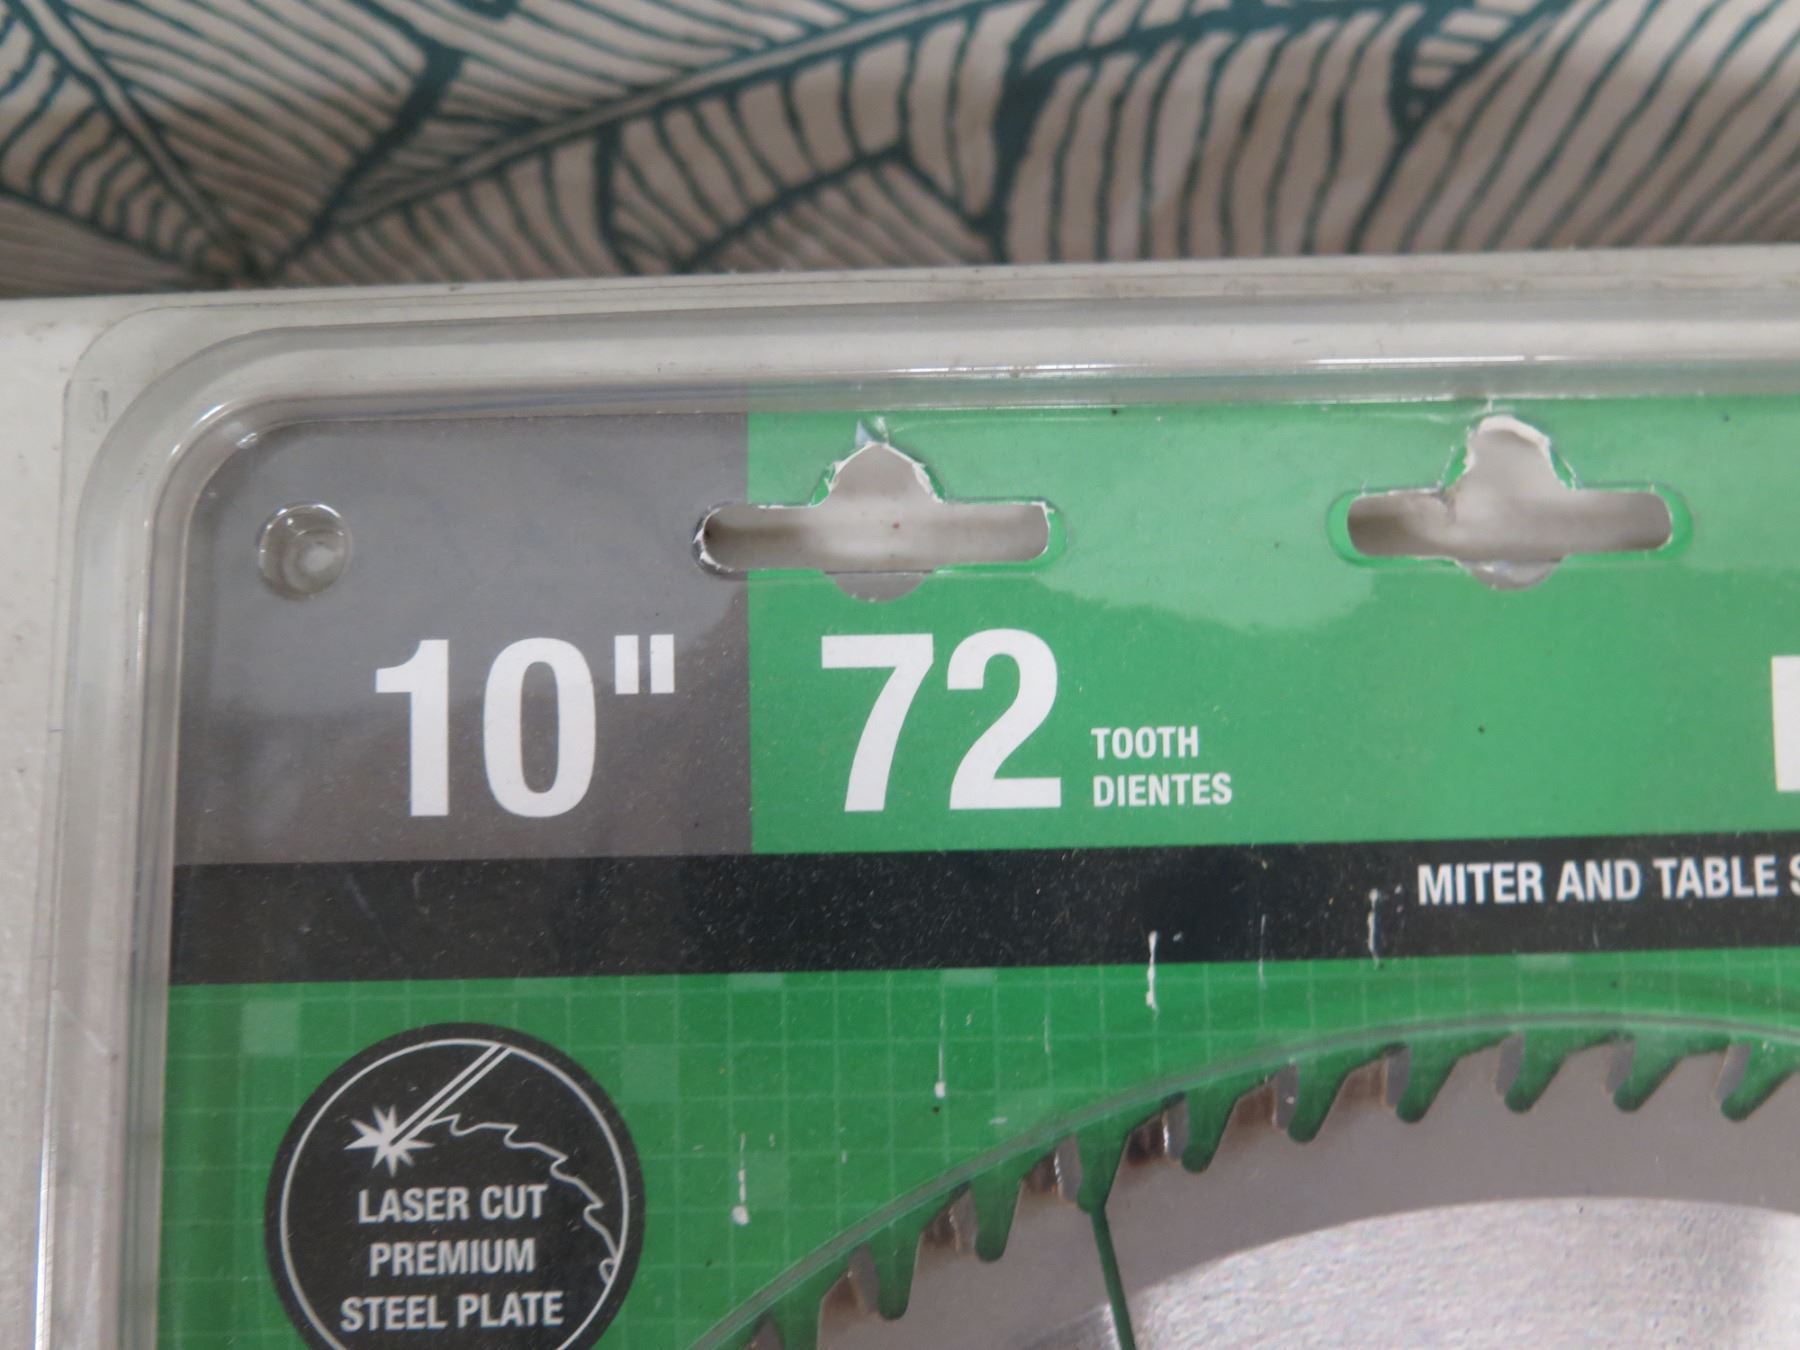 10" 72
TOOTH
DIENTES
MITER AND TABLE
LASER CUT
PREMIUM
STEEL PLATE